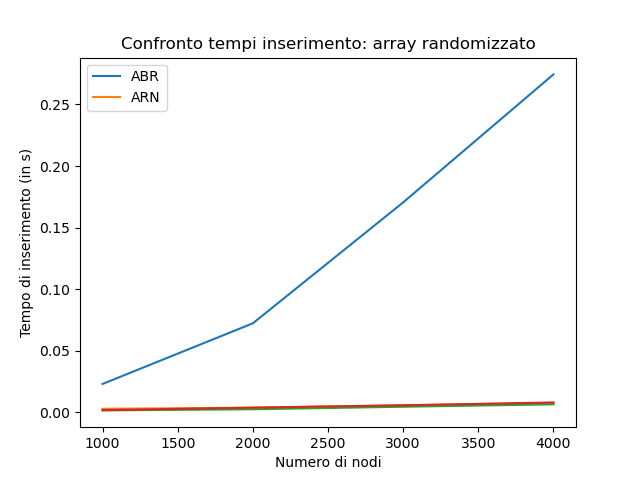 Confronto tempi inserimento: array randomizzato
ABR
ARN
0.25
0.20
0.15
0.10
0.05
0.00
Tempo di inserimento (in s)
1000 1500 2000 2500 3000 3500 4000
Numero di nodi